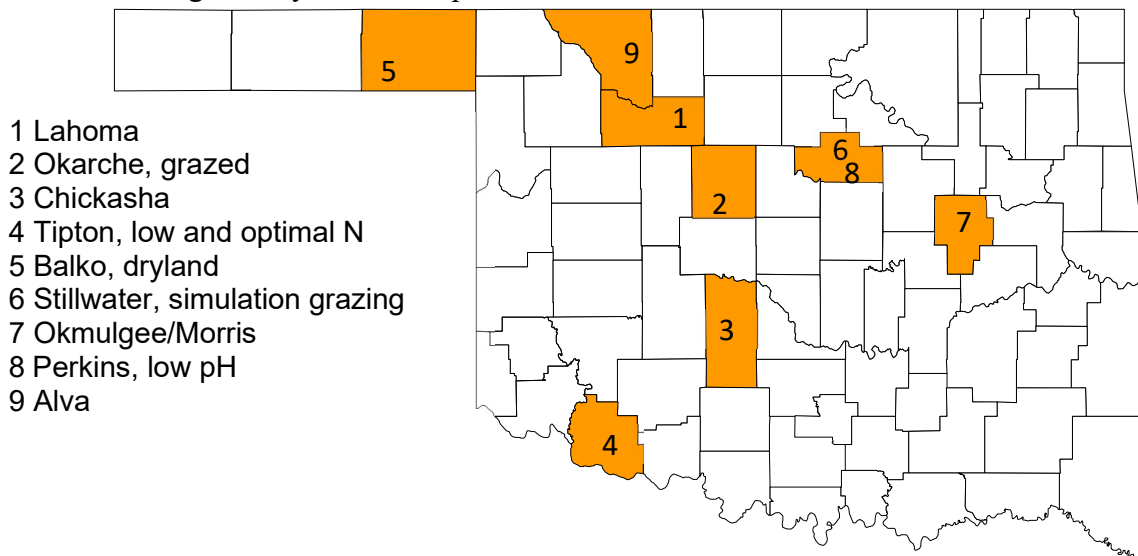 5
9
1 Lahoma
2 Okarche, grazed
3 Chickasha
4 Tipton, low and optimal N
5 Balko, dryland
6 Stillwater, simulation grazing
7 Okmulgee/Morris
8 Perkins, low pH
9 Alva
1
6
8
2
7
3
4